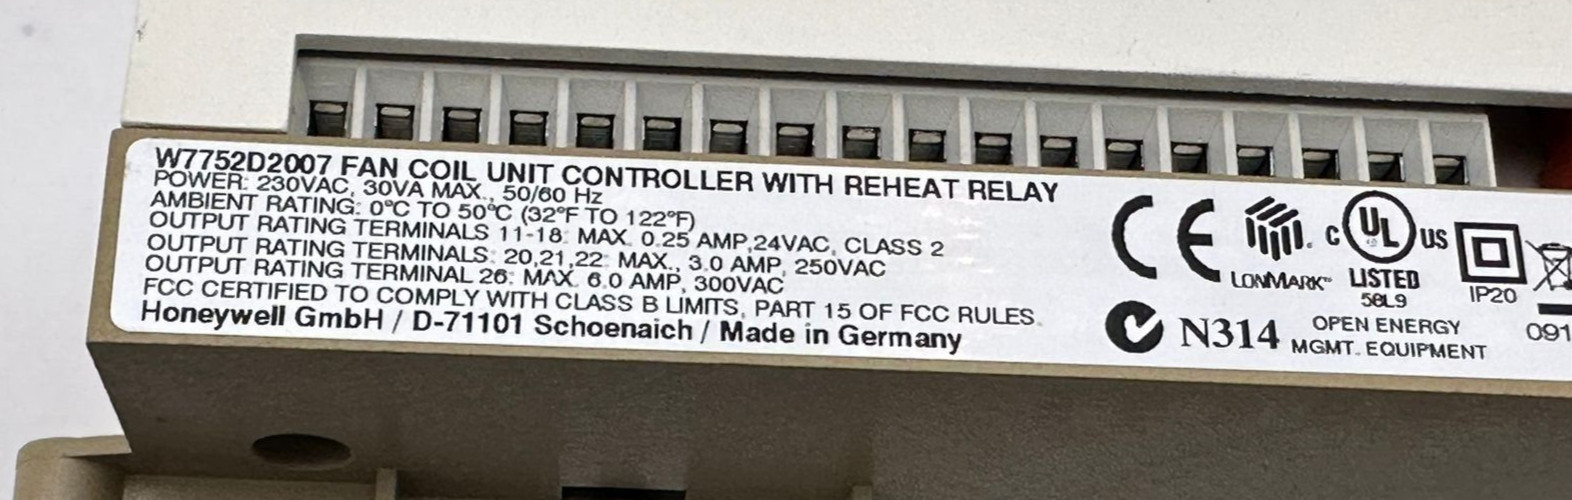 W7752D2007 FAN COIL UNIT CONTROLLER WITH REHEAT RELAY
POWER: 230VAC, 30VA MAX., 50/60 Hz
AMBIENT RATING: 0°C TO 50°C (32°F TO 122°F)
OUTPUT RATING TERMINALS 11-18: MAX. 0.25 AMP,24VAC, CLASS 2
OUTPUT RATING TERMINALS: 20,21,22: MAX., 3.0 AMP, 250VAC
OUTPUT RATING TERMINAL 26: MAX. 6.0 AMP, 300VAC
FCC CERTIFIED TO COMPLY WITH CLASS B LIMITS, PART 15 OF FCC RULES.
Honeywell GmbH / D-71101 Schoenaich / Made in Germany
CE
LONMARK™
C UL US
LISTED
58L9
IP20
N314
OPEN ENERGY
MGMT. EQUIPMENT
091